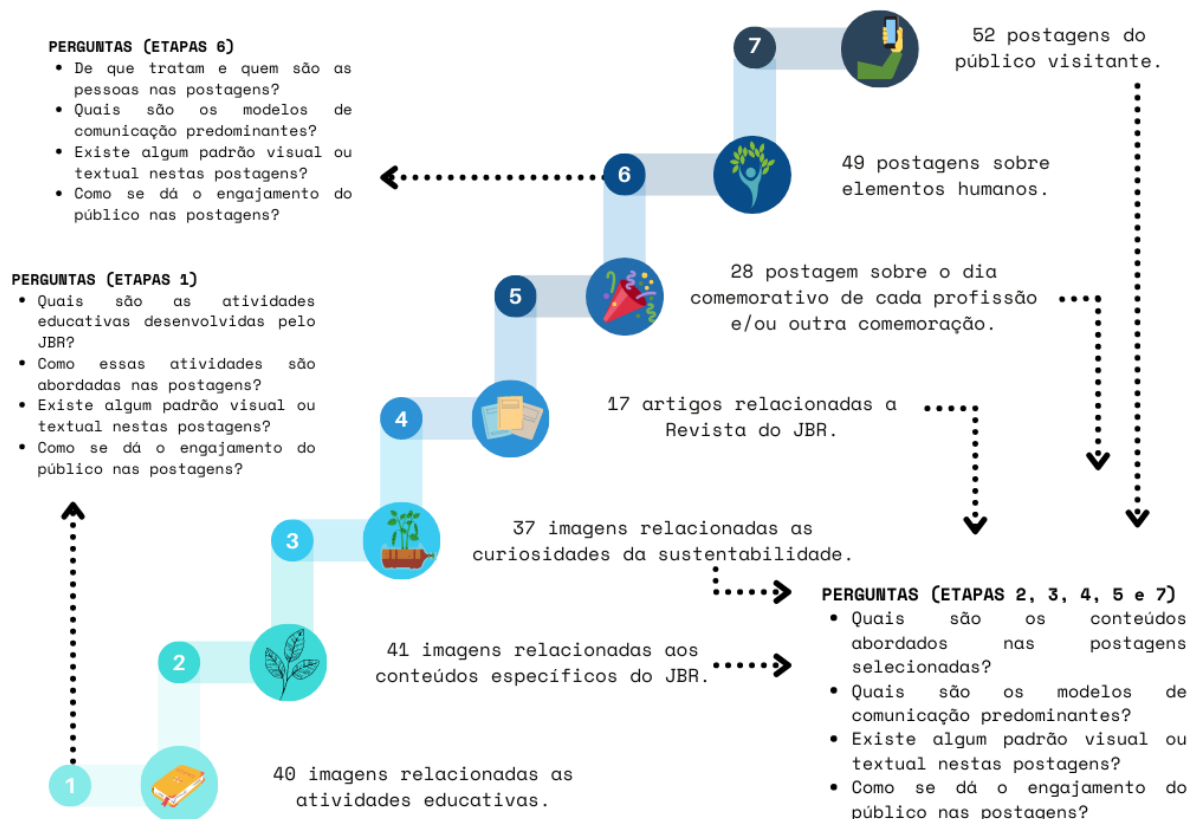 PERGUNTAS (ETAPAS 6)
• De que tratam e quem são as
pessoas nas postagens?
• Quais são os modelos de
comunicação predominantes?
• Existe algum padrão visual ou
textual nestas postagens?
• Como se dá o engajamento do
público nas postagens?
7
52 postagens do
público visitante.
6
49 postagens sobre
elementos humanos.
PERGUNTAS (ETAPAS 1)
• Quais são as atividades
educativas desenvolvidas pelo
JBR?
• Como essas atividades são
abordadas nas postagens?
• Existe algum padrão visual ou
textual nestas postagens?
• Como se dá o engajamento do
público nas postagens?
5
28 postagem sobre o dia
comemorativo de cada profissão
e/ou outra comemoração.
4
17 artigos relacionadas a
Revista do JBR.
3
37 imagens relacionadas as
curiosidades da sustentabilidade.
2
41 imagens relacionadas aos
conteúdos específicos do JBR.
1
40 imagens relacionadas as
atividades educativas.
PERGUNTAS (ETAPAS 2, 3, 4, 5 e 7)
• Quais são os conteúdos
abordados nas postagens
selecionadas?
• Quais são os modelos de
comunicação predominantes?
• Existe algum padrão visual ou
textual nestas postagens?
• Como se dá o engajamento do
público nas postagens?